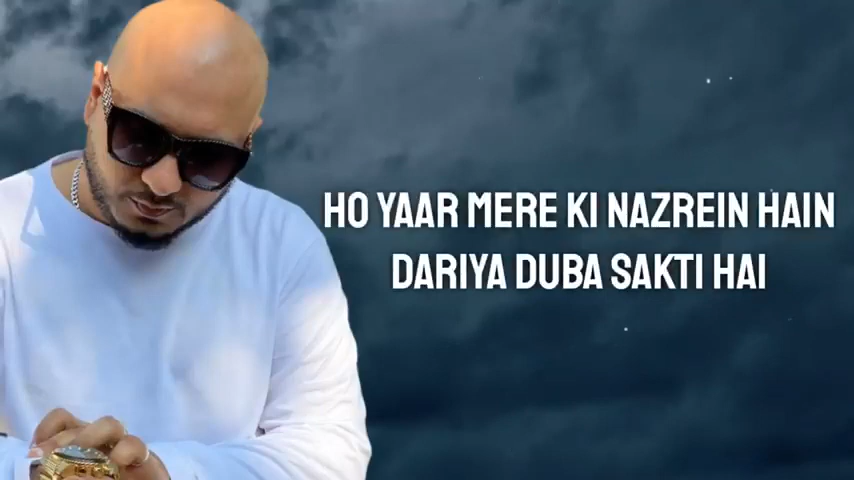 HO YAAR MERE KI NAZREIN HAIN
DARIYA DUBA SAKTI HAI